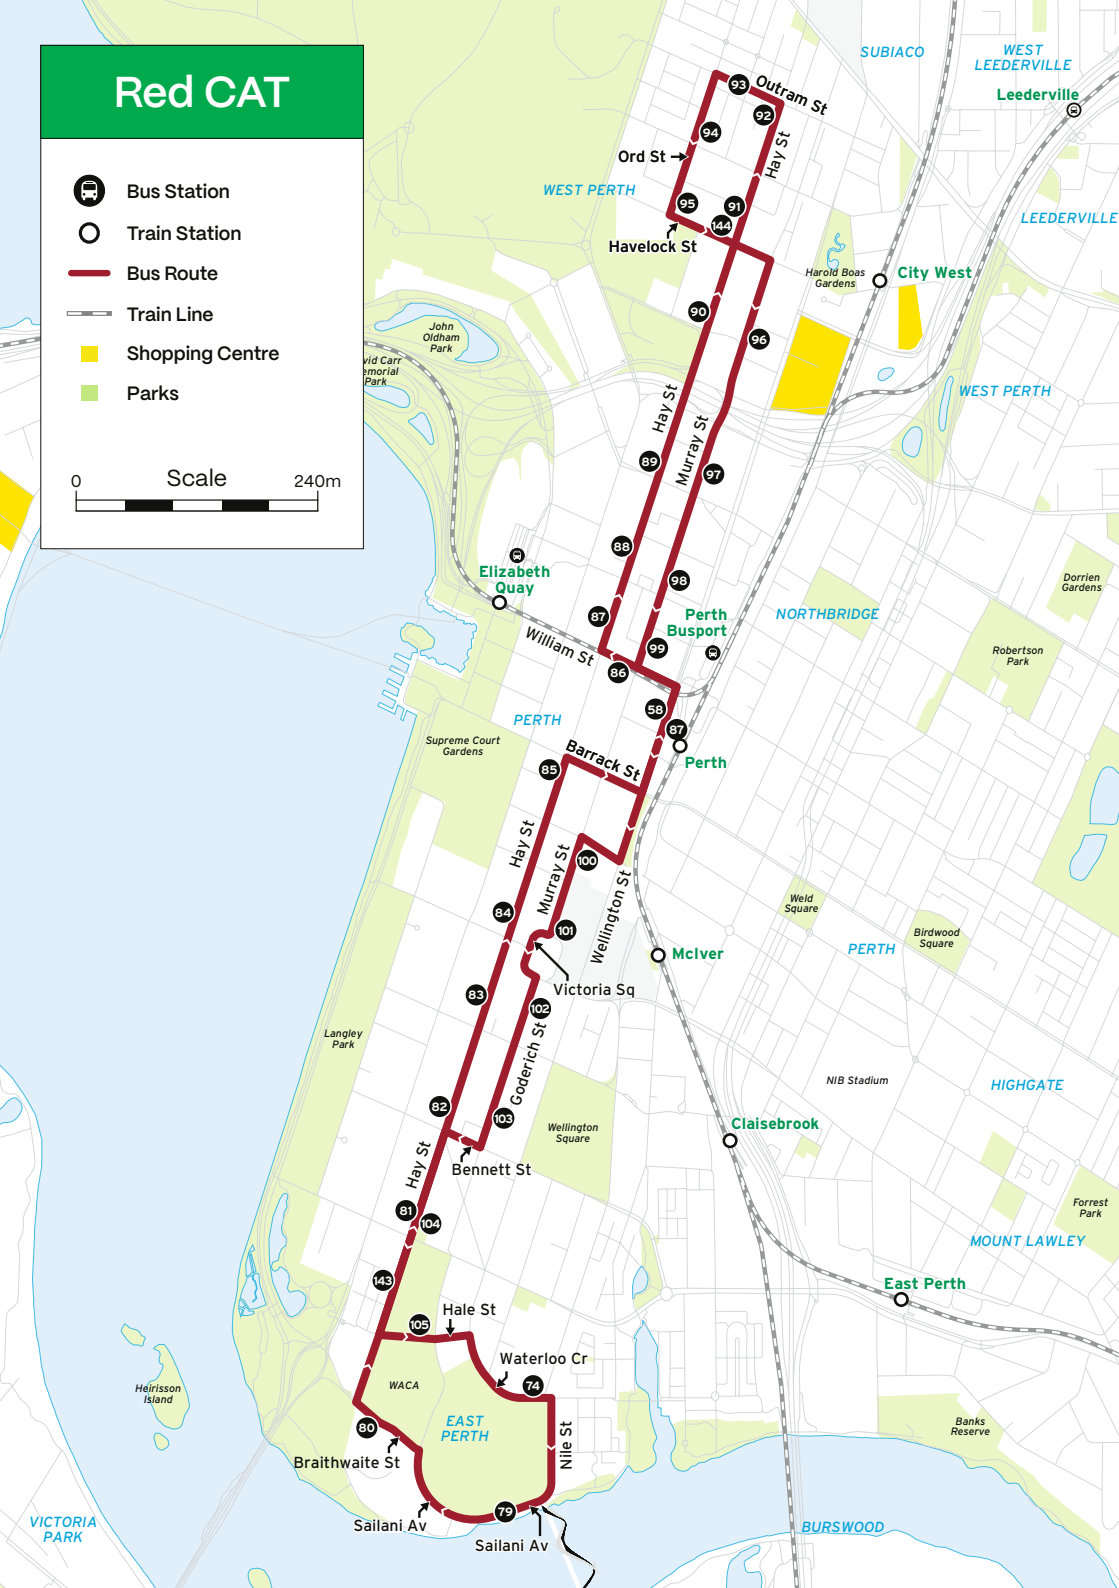 Red CAT
Bus Station
Train Station
Bus Route
Train Line
Shopping Centre
Parks
Scale
0
240m
SUBIACO
WEST
LEEDERVILLE
Leederville
93
Outram St
92
94
Hay St
Ord St
WEST PERTH
95
91
144
LEEDERVILLE
Havelock St
Harold Boas
Gardens
City West
90
John
Oldham
Park
96
vid Carr
emorial
Park
WEST PERTH
Hay St
Murray St
89
97
88
Elizabeth
Quay
98
Dorrien
Gardens
87
Perth
Busport
NORTHBRIDGE
William St
99
Robertson
Park
86
58
PERTH
87
Supreme Court
Gardens
Barrack St
85
Perth
Hay St
Murray St
100
Wellington St
84
101
Weld
Square
Birdwood
Square
McIver
PERTH
Victoria Sq
83
102
Langley
Park
Goderich St
NIB Stadium
HIGHGATE
82
103
Wellington
Square
Claisebrook
Hay St
Bennett St
81
104
Forrest
Park
MOUNT LAWLEY
143
East Perth
Hale St
105
Waterloo Cr
WACA
74
Heirisson
Island
80
EAST
PERTH
Nile St
Banks
Reserve
Braithwaite St
79
Sailani Av
Sailani Av
VICTORIA
PARK
BURSWOOD